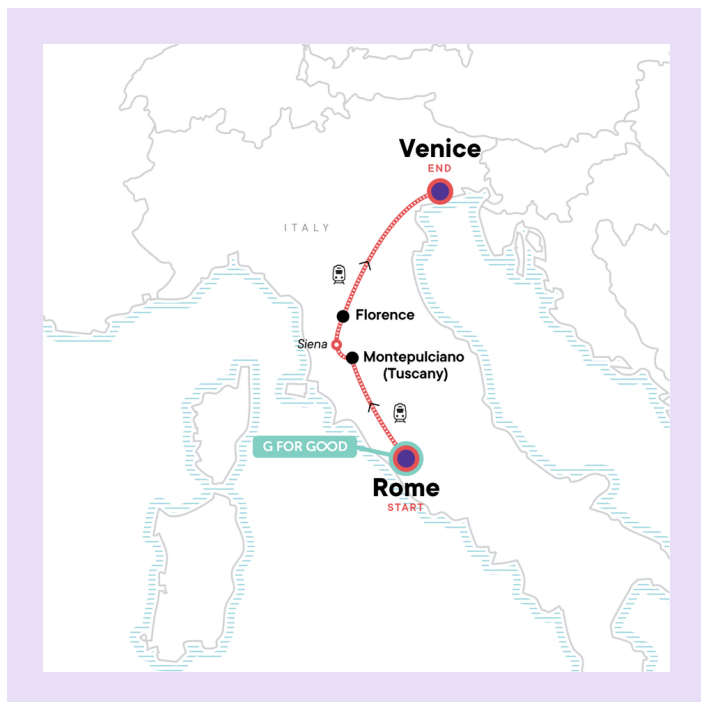 Venice
END
ITALY
Florence
Siena
Montepulciano
(Tuscany)
G FOR GOOD
Rome
START